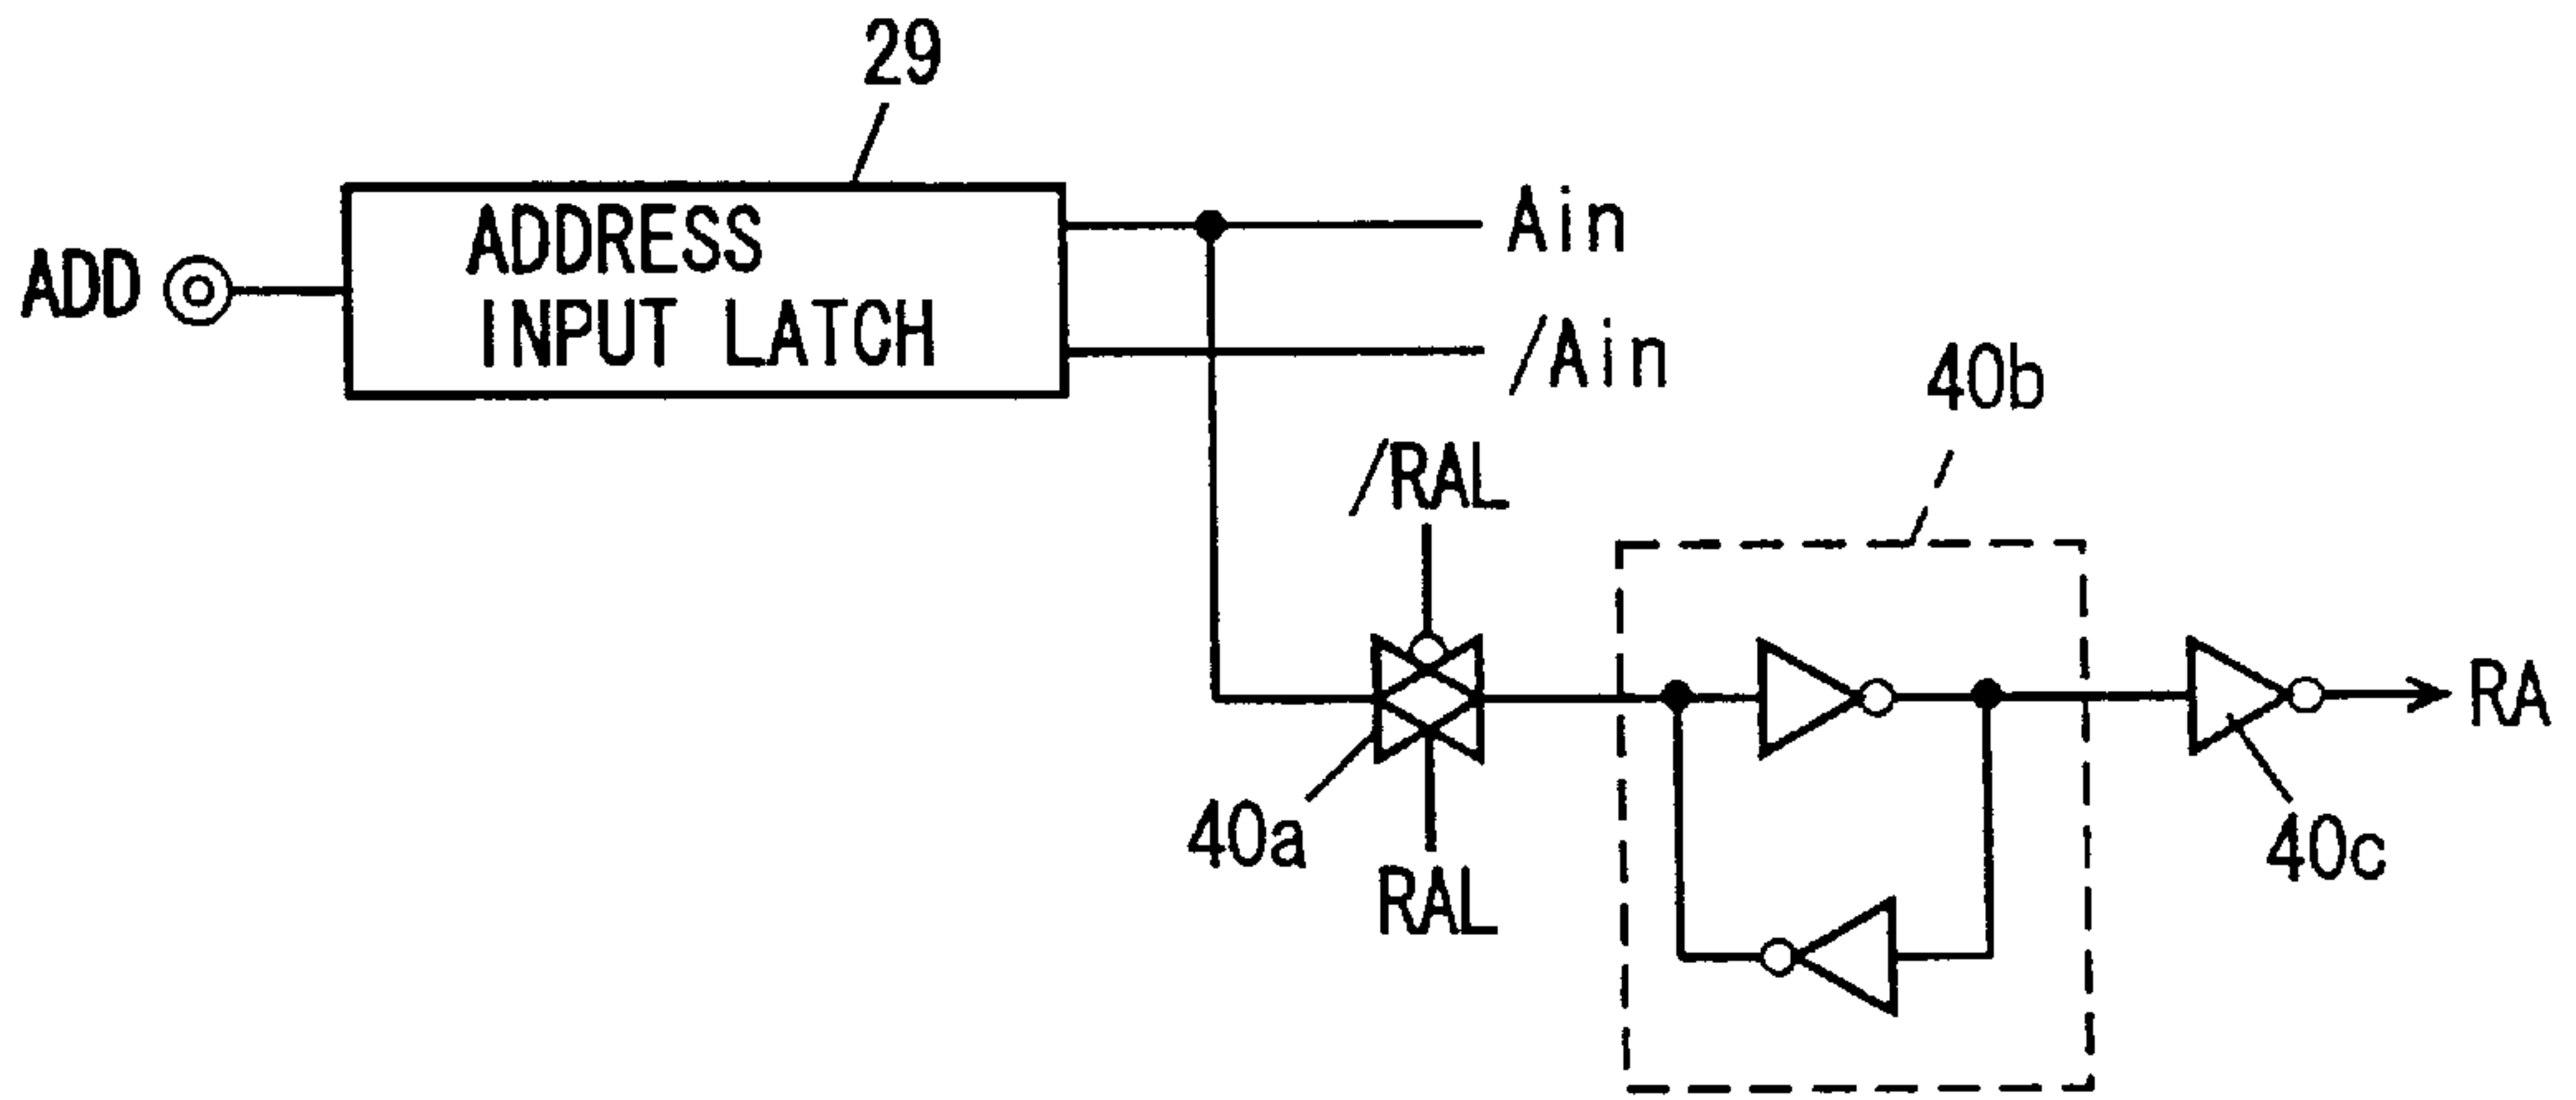 29
ADDRESS
INPUT LATCH
ADD
Ain
/Ain
40b
/RAL
40a
RAL
RA
40c